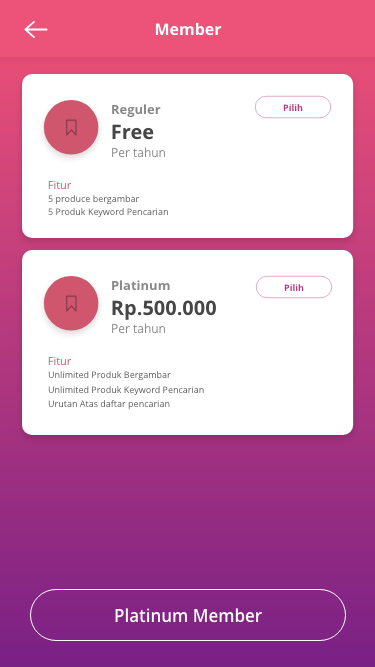 Member
Reguler
Pilih
Free
Per tahun
Fitur
5 produce bergambar
5 Produk Keyword Pencarian
Platinum
Pilih
Rp.500.000
Per tahun
Fitur
Unlimited Produk Bergambar
Unlimited Produk Keyword Pencarian
Urutan Atas daftar pencarian
Platinum Member